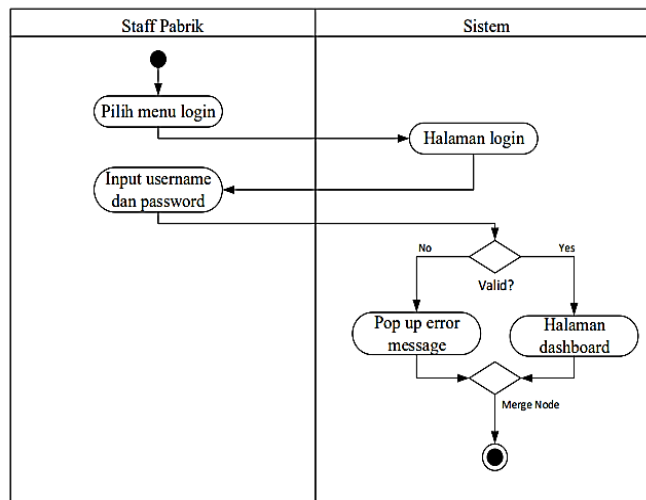 Staff Pabrik
Sistem
Pilih menu login
Halaman login
Input username
dan password
No
Yes
Valid?
Pop up error
message
Halaman
dashboard
Merge Node